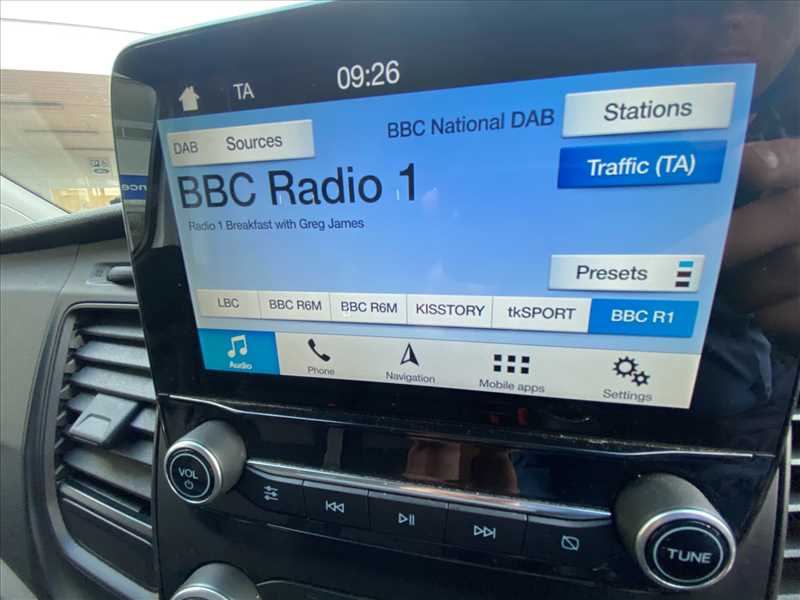 TA
09:26
DAB Sources
BBC National DAB
Stations
Traffic (TA)
BBC Radio 1
Radio 1 Breakfast with Greg James
Presets
LBC
BBC R6M
BBC R6M
KISSTORY
tkSPORT
BBC R1
Audio
Phone
Navigation
Mobile apps
Settings
VOL
TUNE